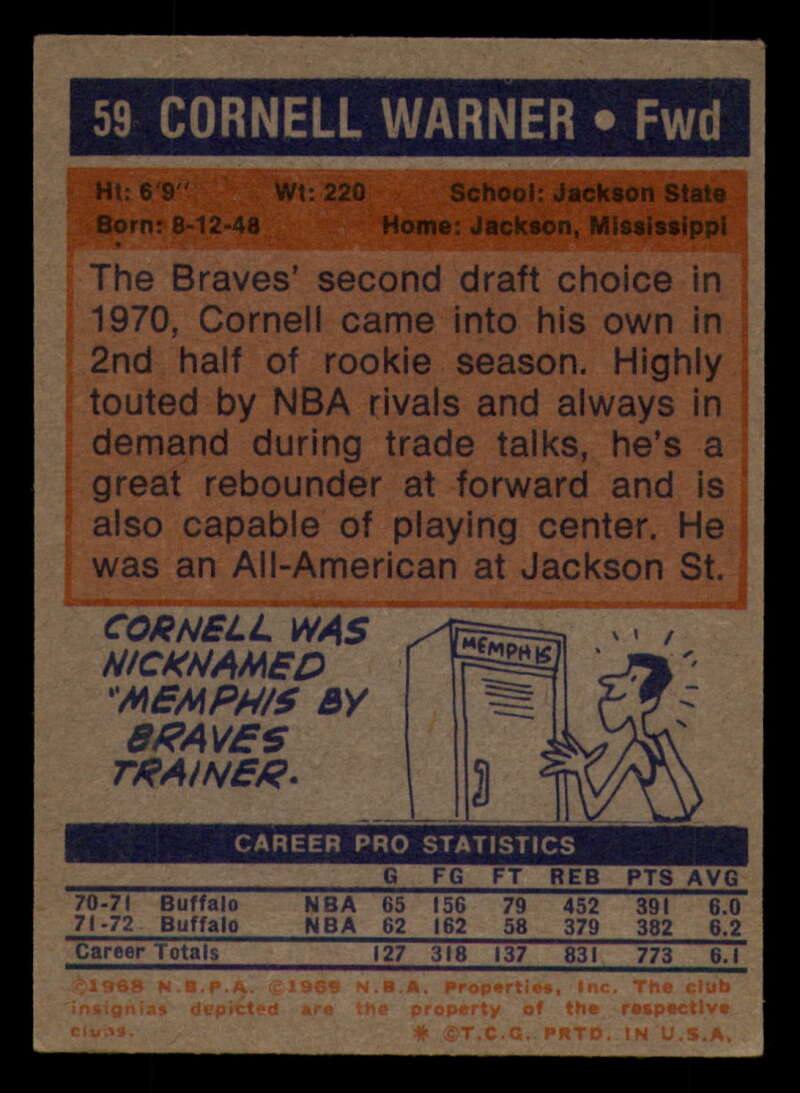 59 CORNELL WARNER • Fwd
Ht: 6'9" Wt: 220 School: Jackson State
Born: 8-12-48 Home: Jackson, Mississippi
The Braves' second draft choice in
1970, Cornell came into his own in
2nd half of rookie season. Highly
touted by NBA rivals and always in
demand during trade talks, he's a
great rebounder at forward and is
also capable of playing center. He
was an All-American at Jackson St.
CORNELL WAS
NICKNAMED
"MEMPHIS BY
BRAVES
TRAINER.
MEMPHIS
CAREER PRO STATISTICS
G FG FT REB PTS AVG
70-71 Buffalo NBA 65 156 79 452 391 6.0
71-72 Buffalo NBA 62 162 58 379 382 6.2
Career Totals 127 318 137 831 773 6.1
©1968 N.B.P.A. ©1969 N.B.A. Properties, Inc. The club
insignias depicted are the property of the respective
clubs. * ©T.C.G. PRTD. IN U.S.A.